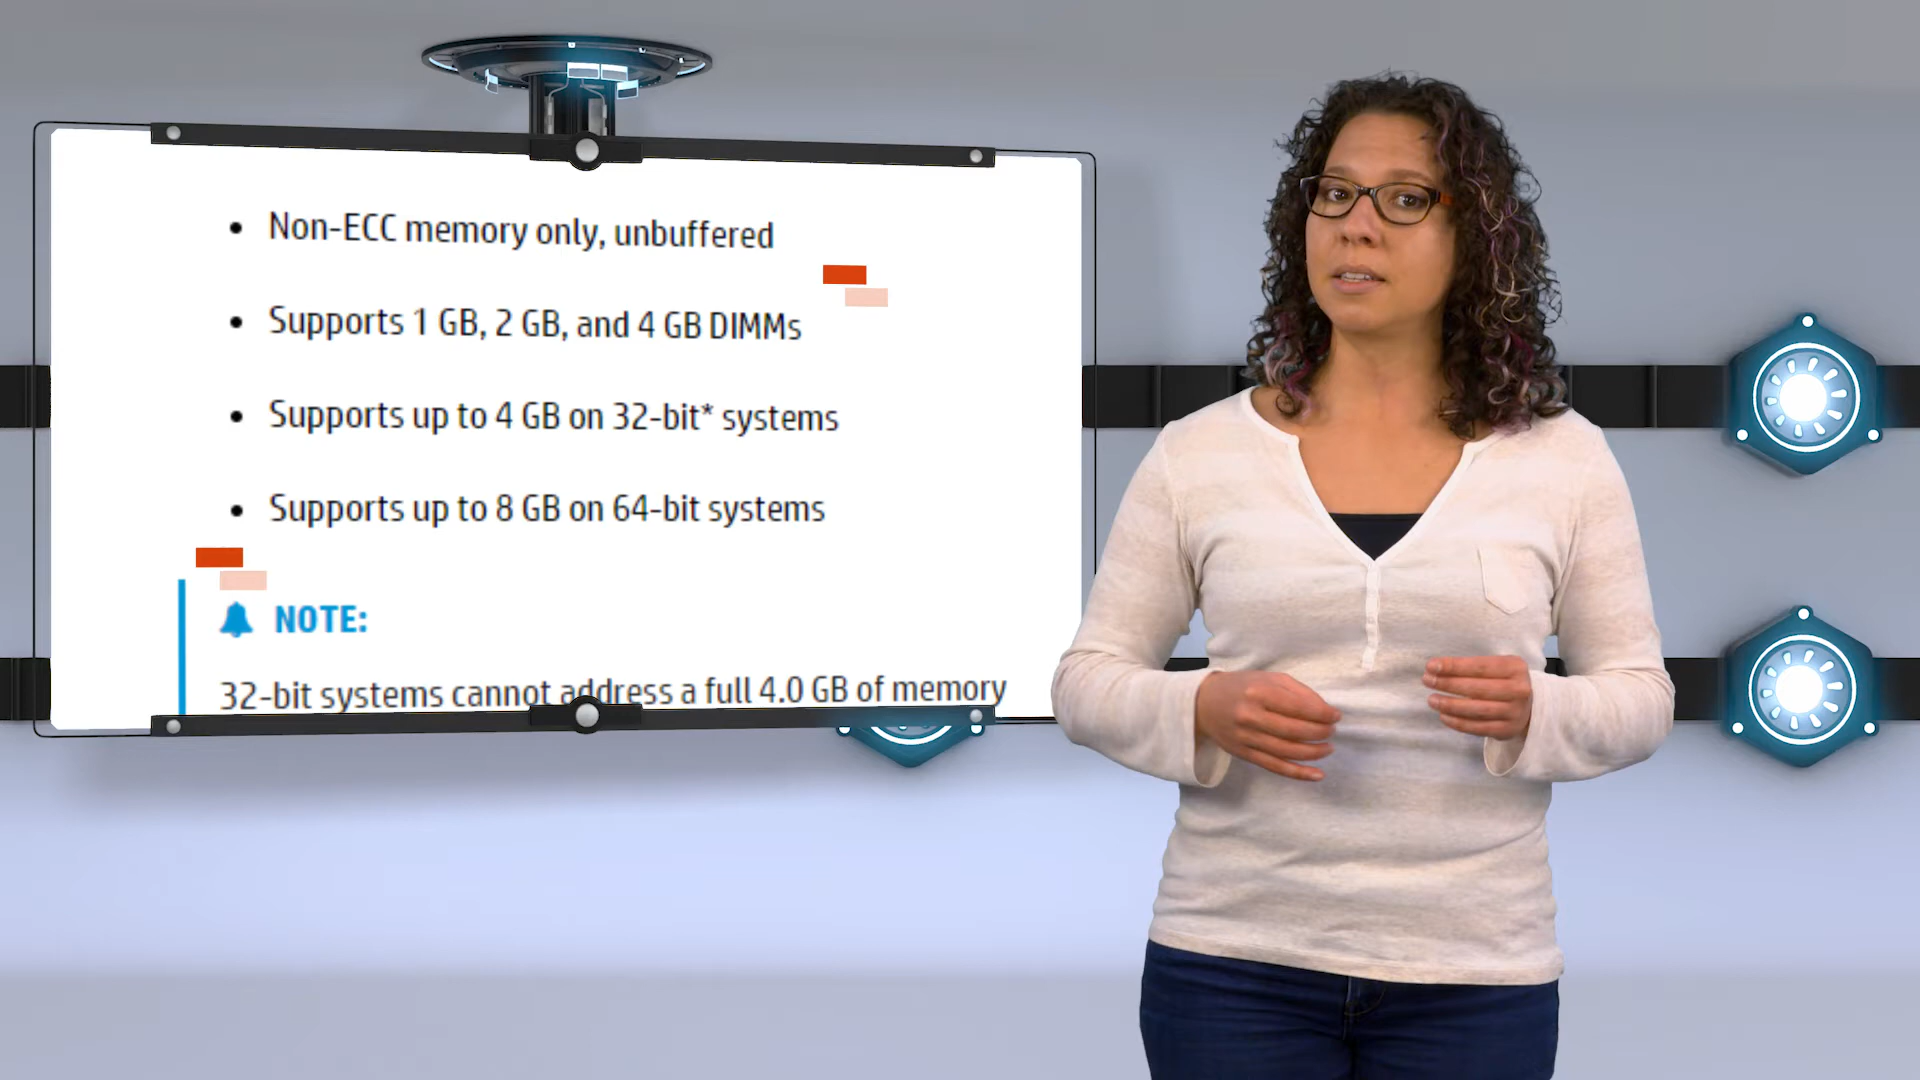 Non-ECC memory only, unbuffered
Supports 1 GB, 2 GB, and 4 GB DIMMs
Supports up to 4 GB on 32-bit* systems
Supports up to 8 GB on 64-bit systems
NOTE:
32-bit systems cannot address a full 4.0 GB of memory